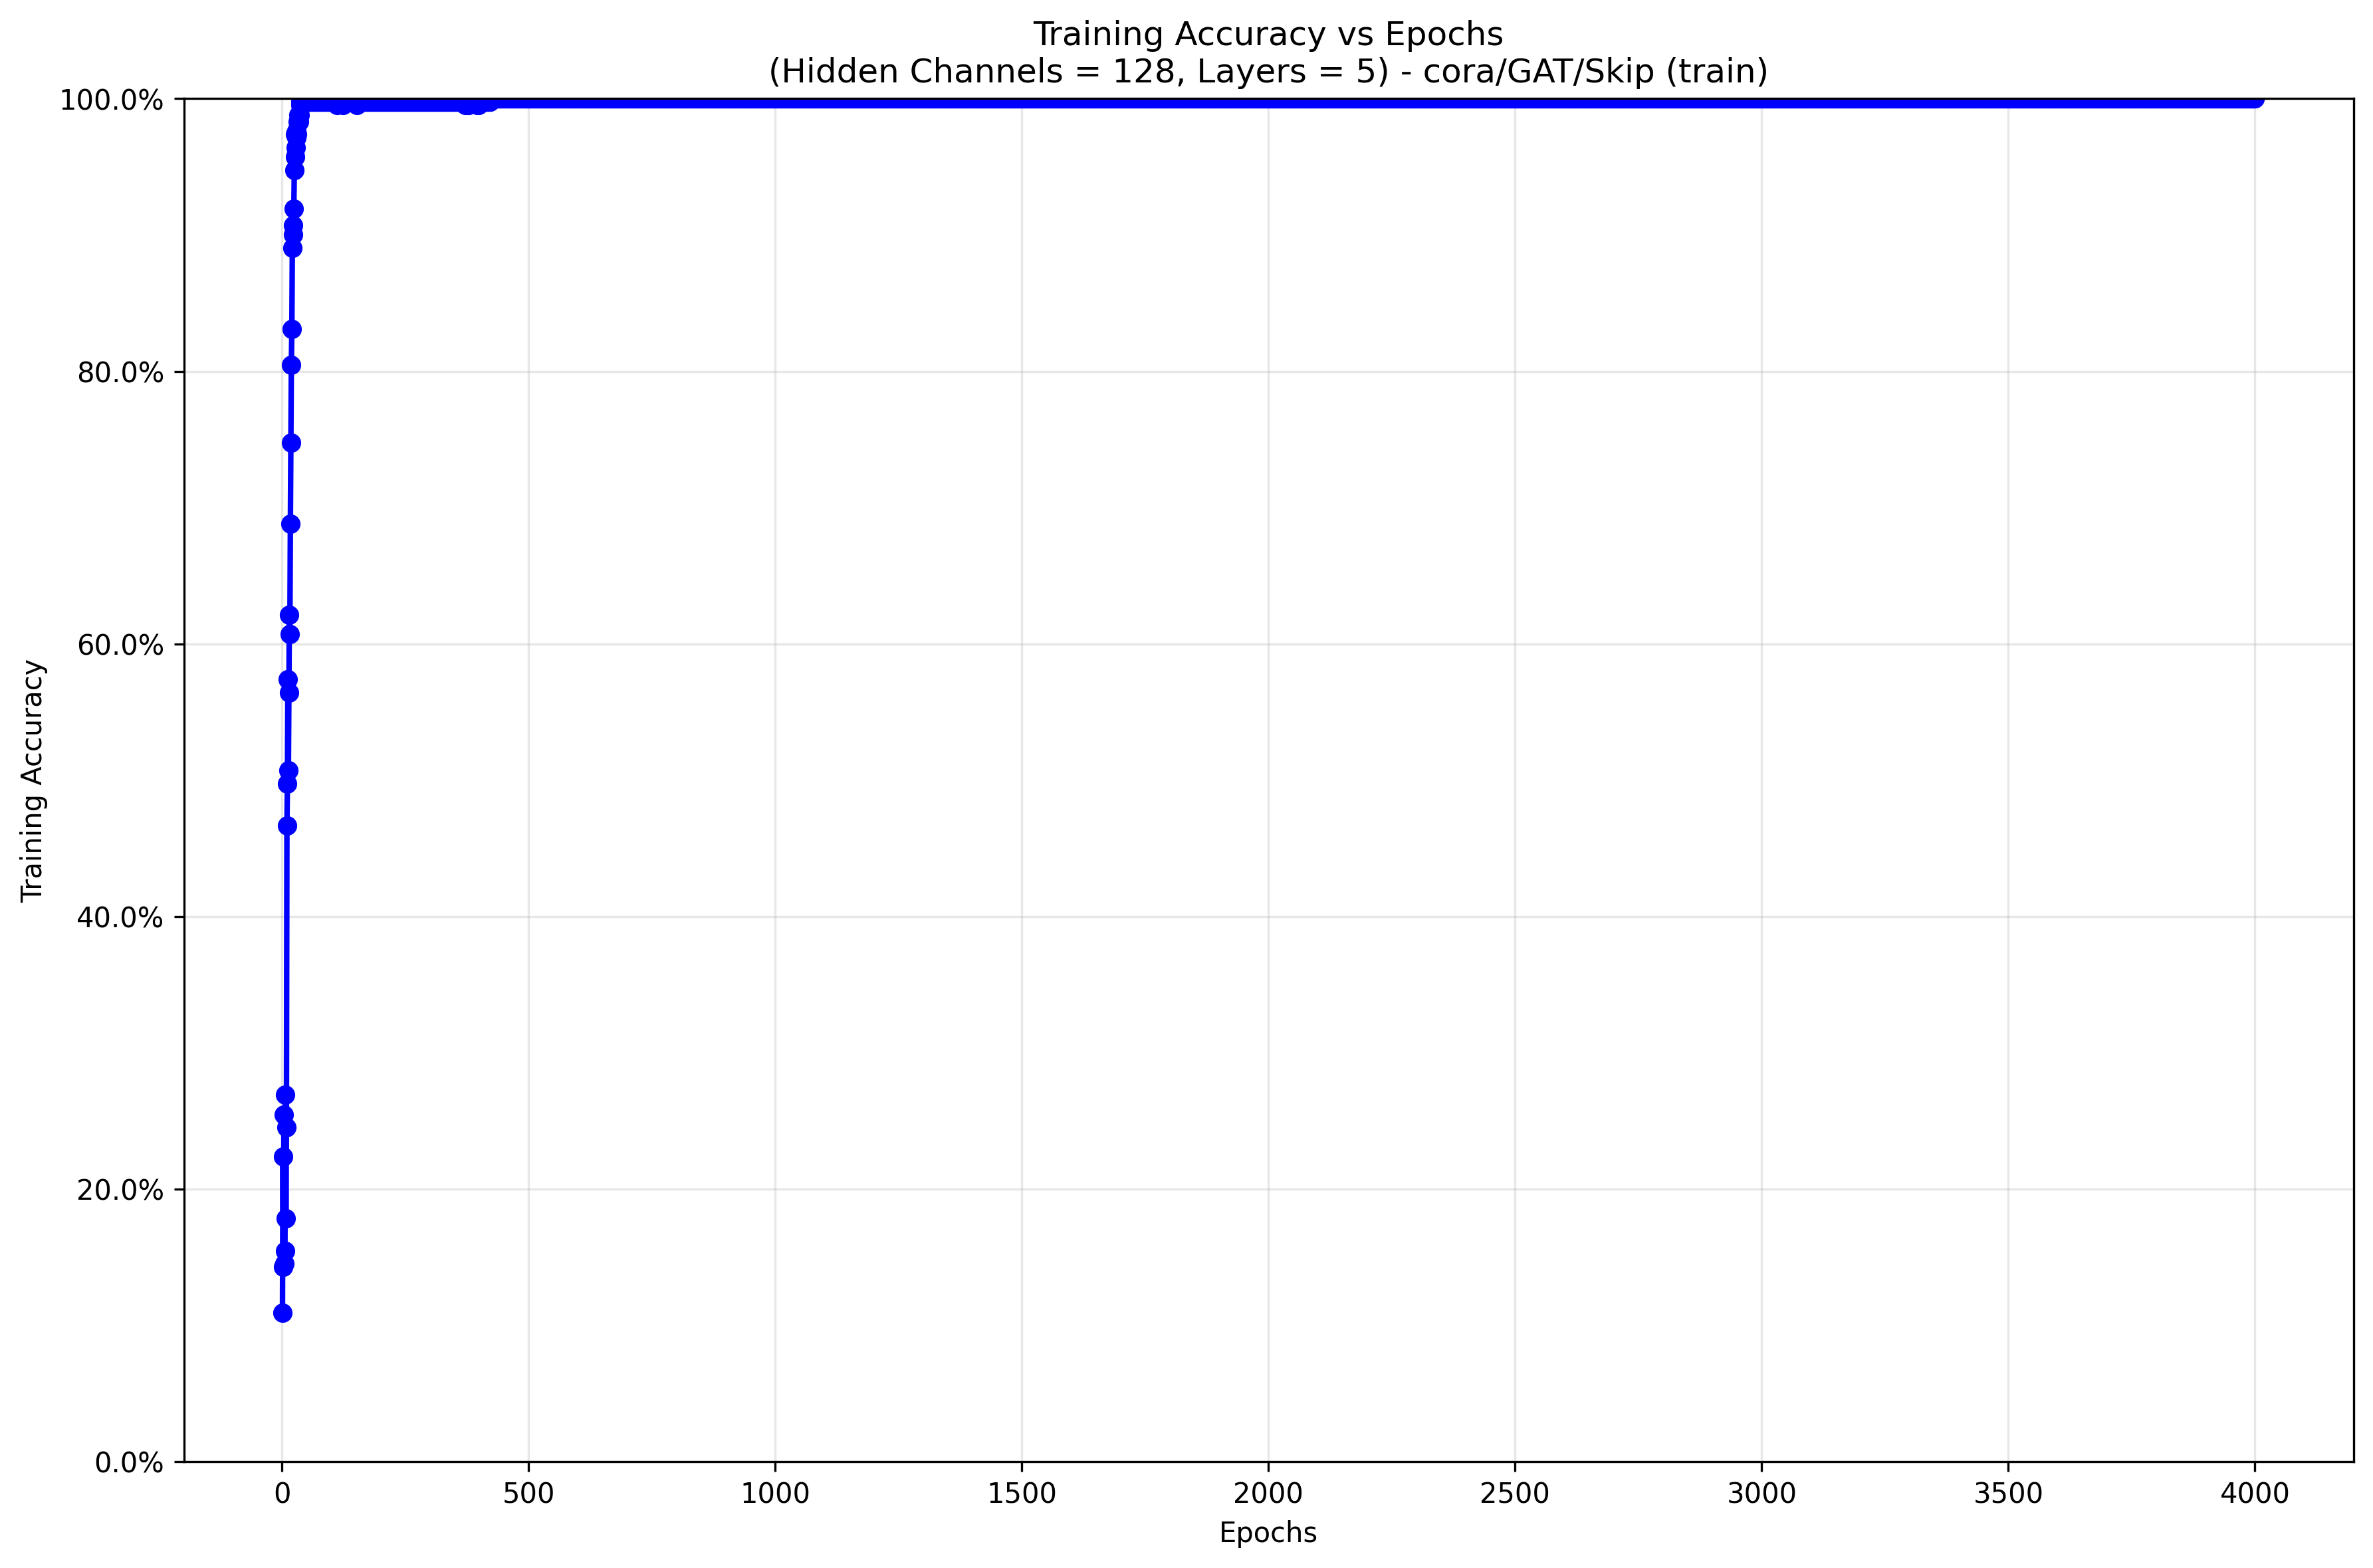 Training Accuracy vs Epochs
(Hidden Channels = 128, Layers = 5) - cora/GAT/Skip (train)
Training Accuracy
100.0%
80.0%
60.0%
40.0%
20.0%
0.0%
0 500 1000 1500 2000 2500 3000 3500 4000
Epochs